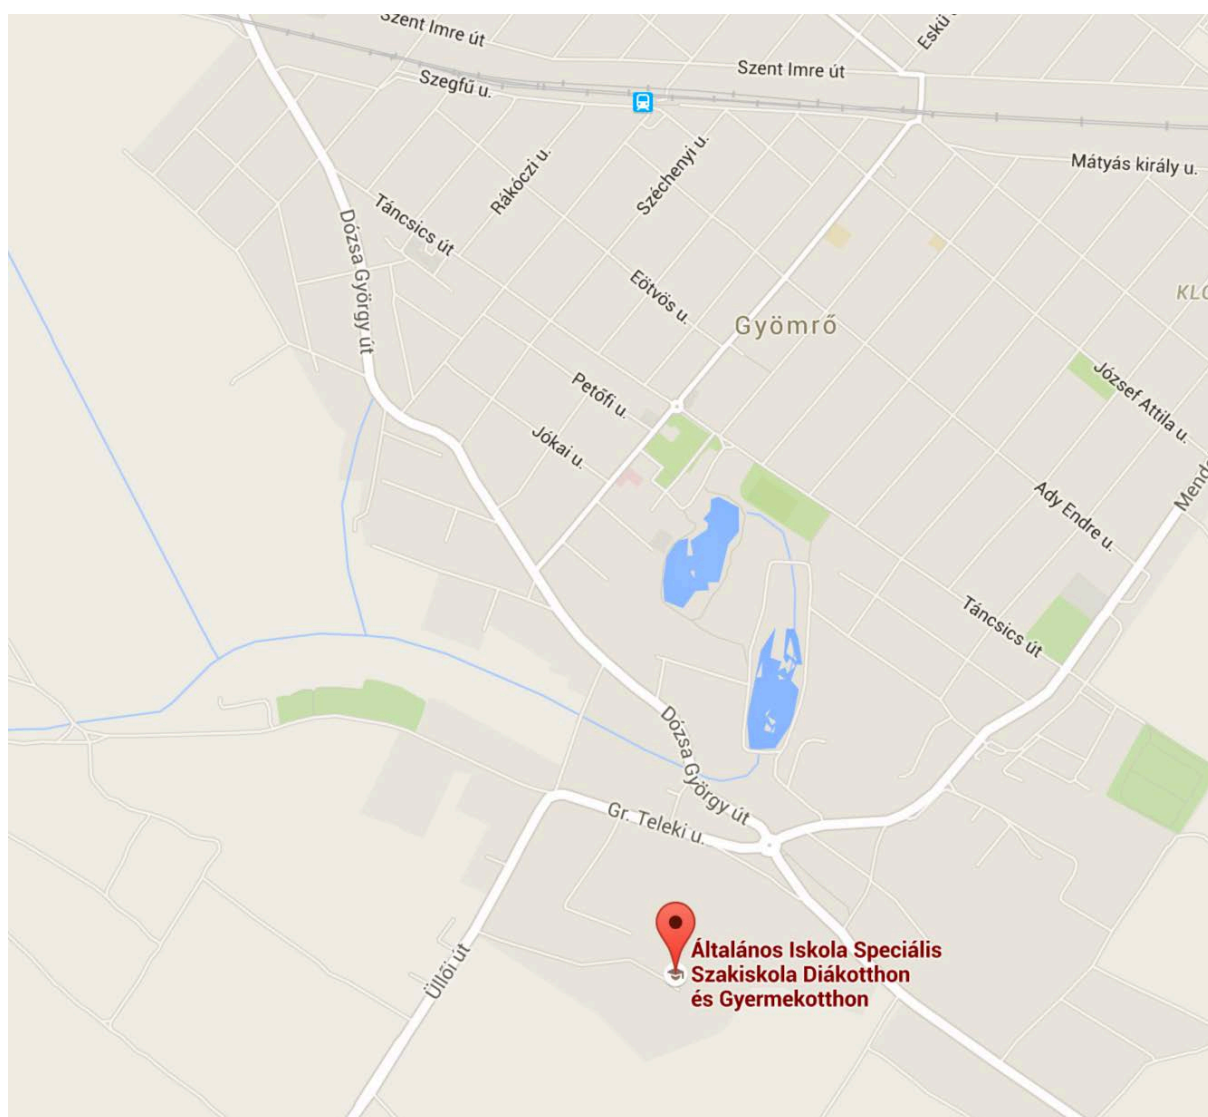 Szent Imre út
Eskü
Szent Imre út
Szegfű u.
Mátyás király u.
Rákóczi u.
Széchenyi u.
Táncsics út
Dózsa György út
Eötvös u.
KLO
Gyömrő
Petőfi u.
József Attila u.
Jókai u.
Mende
Ady Endre u.
Táncsics út
Dózsa György út
Gr. Teleki u.
Általános Iskola Speciális
Szakiskola Diákotthon
és Gyermekotthon
Üllői út